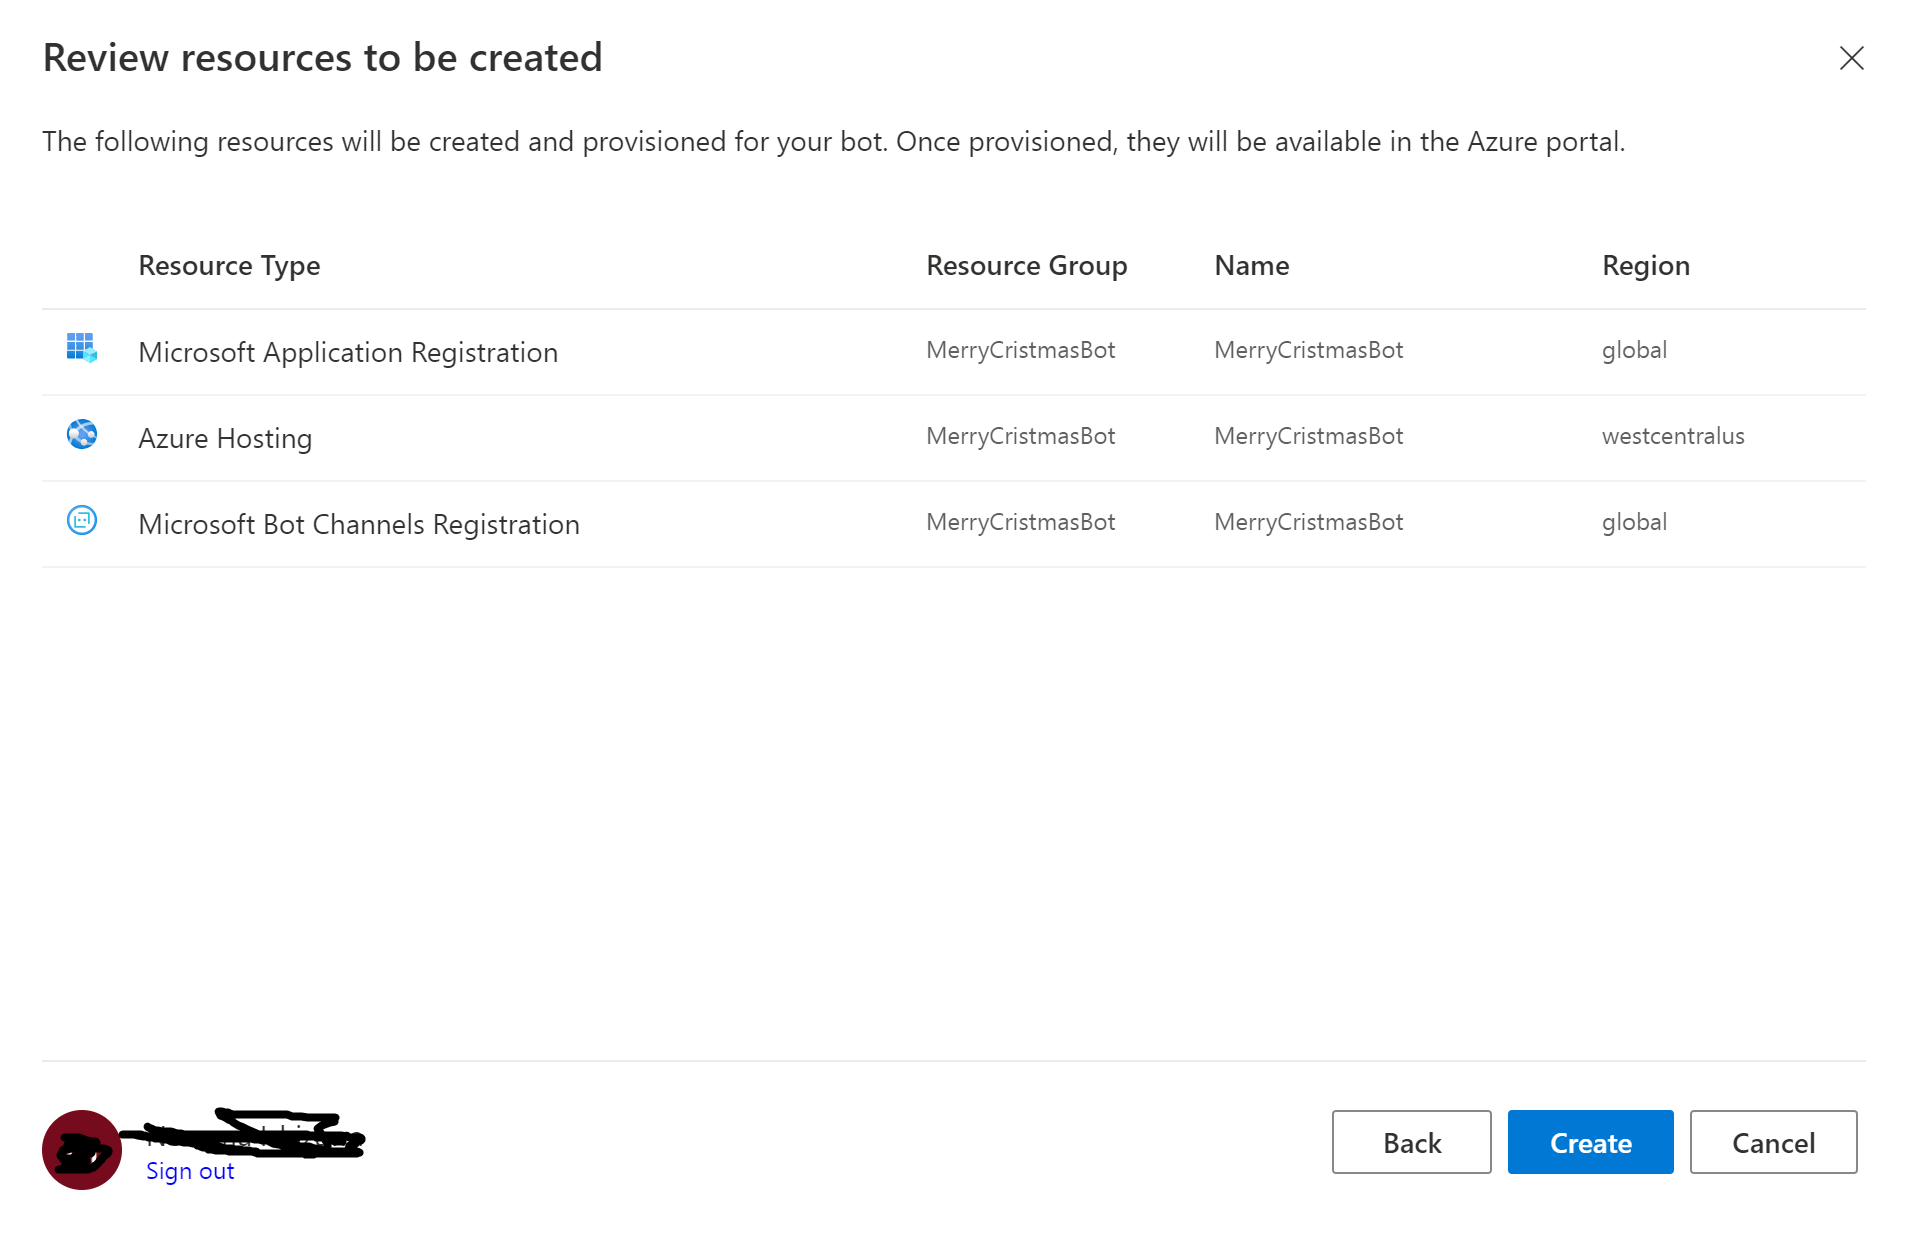 Review resources to be created
The following resources will be created and provisioned for your bot. Once provisioned, they will be available in the Azure portal.
Resource Type Resource Group Name Region
Microsoft Application Registration MerryCristmasBot MerryCristmasBot global
Azure Hosting MerryCristmasBot MerryCristmasBot westcentralus
Microsoft Bot Channels Registration MerryCristmasBot MerryCristmasBot global
Sign out
Back Create Cancel